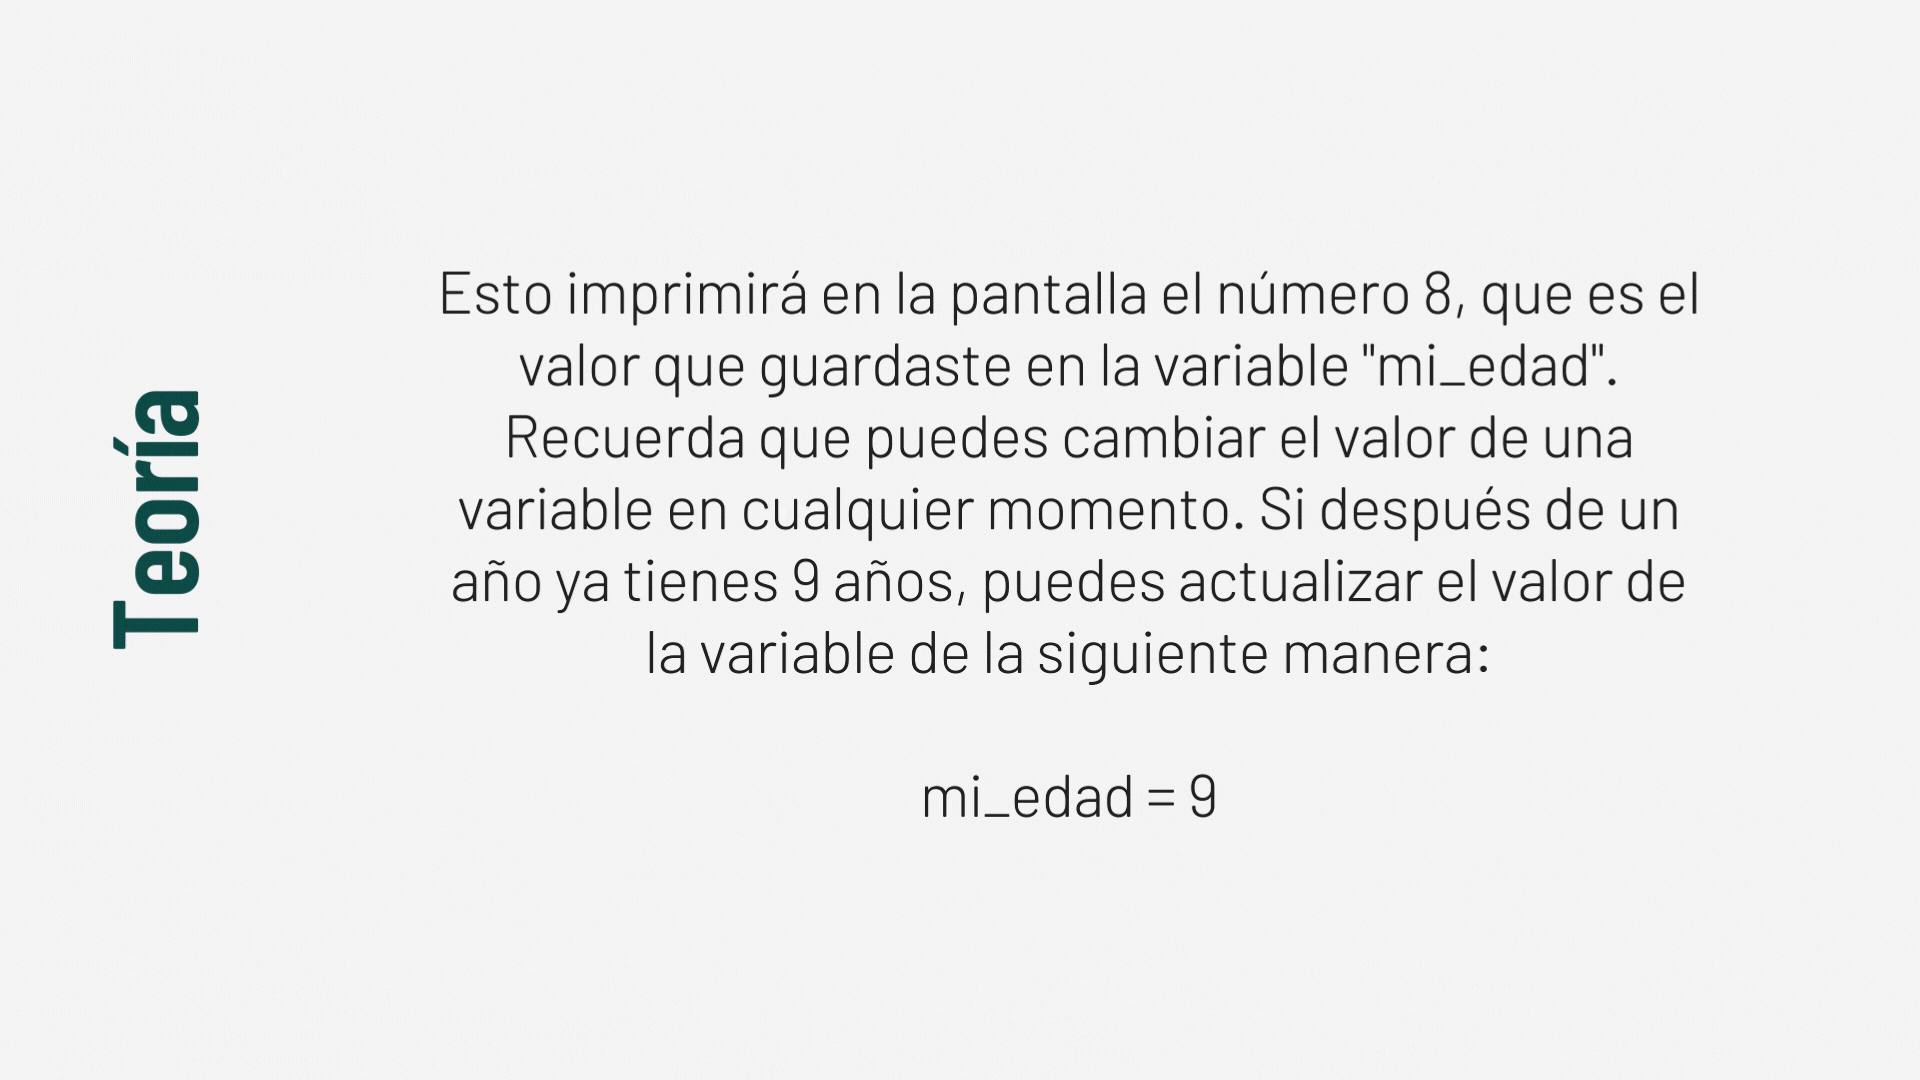 Teoría
Esto imprimirá en la pantalla el número 8, que es el
valor que guardaste en la variable "mi_edad".
Recuerda que puedes cambiar el valor de una
variable en cualquier momento. Si después de un
año ya tienes 9 años, puedes actualizar el valor de
la variable de la siguiente manera:
mi_edad = 9